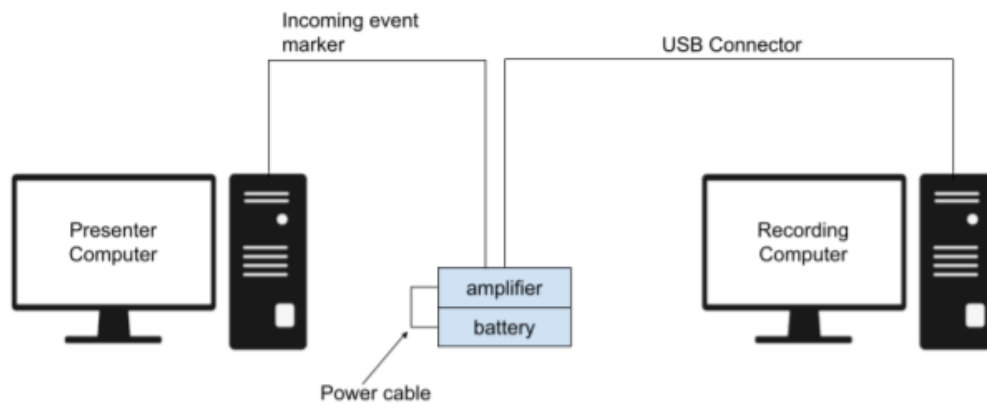 Incoming event
marker
USB Connector
Presenter
Computer
Recording
Computer
amplifier
battery
Power cable